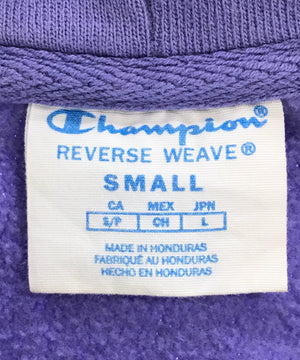 Champion®
REVERSE WEAVE®
SMALL
CA MEX JPN
S/P CH L
MADE IN HONDURAS
FABRIQUÉ AU HONDURAS
HECHO EN HONDURAS